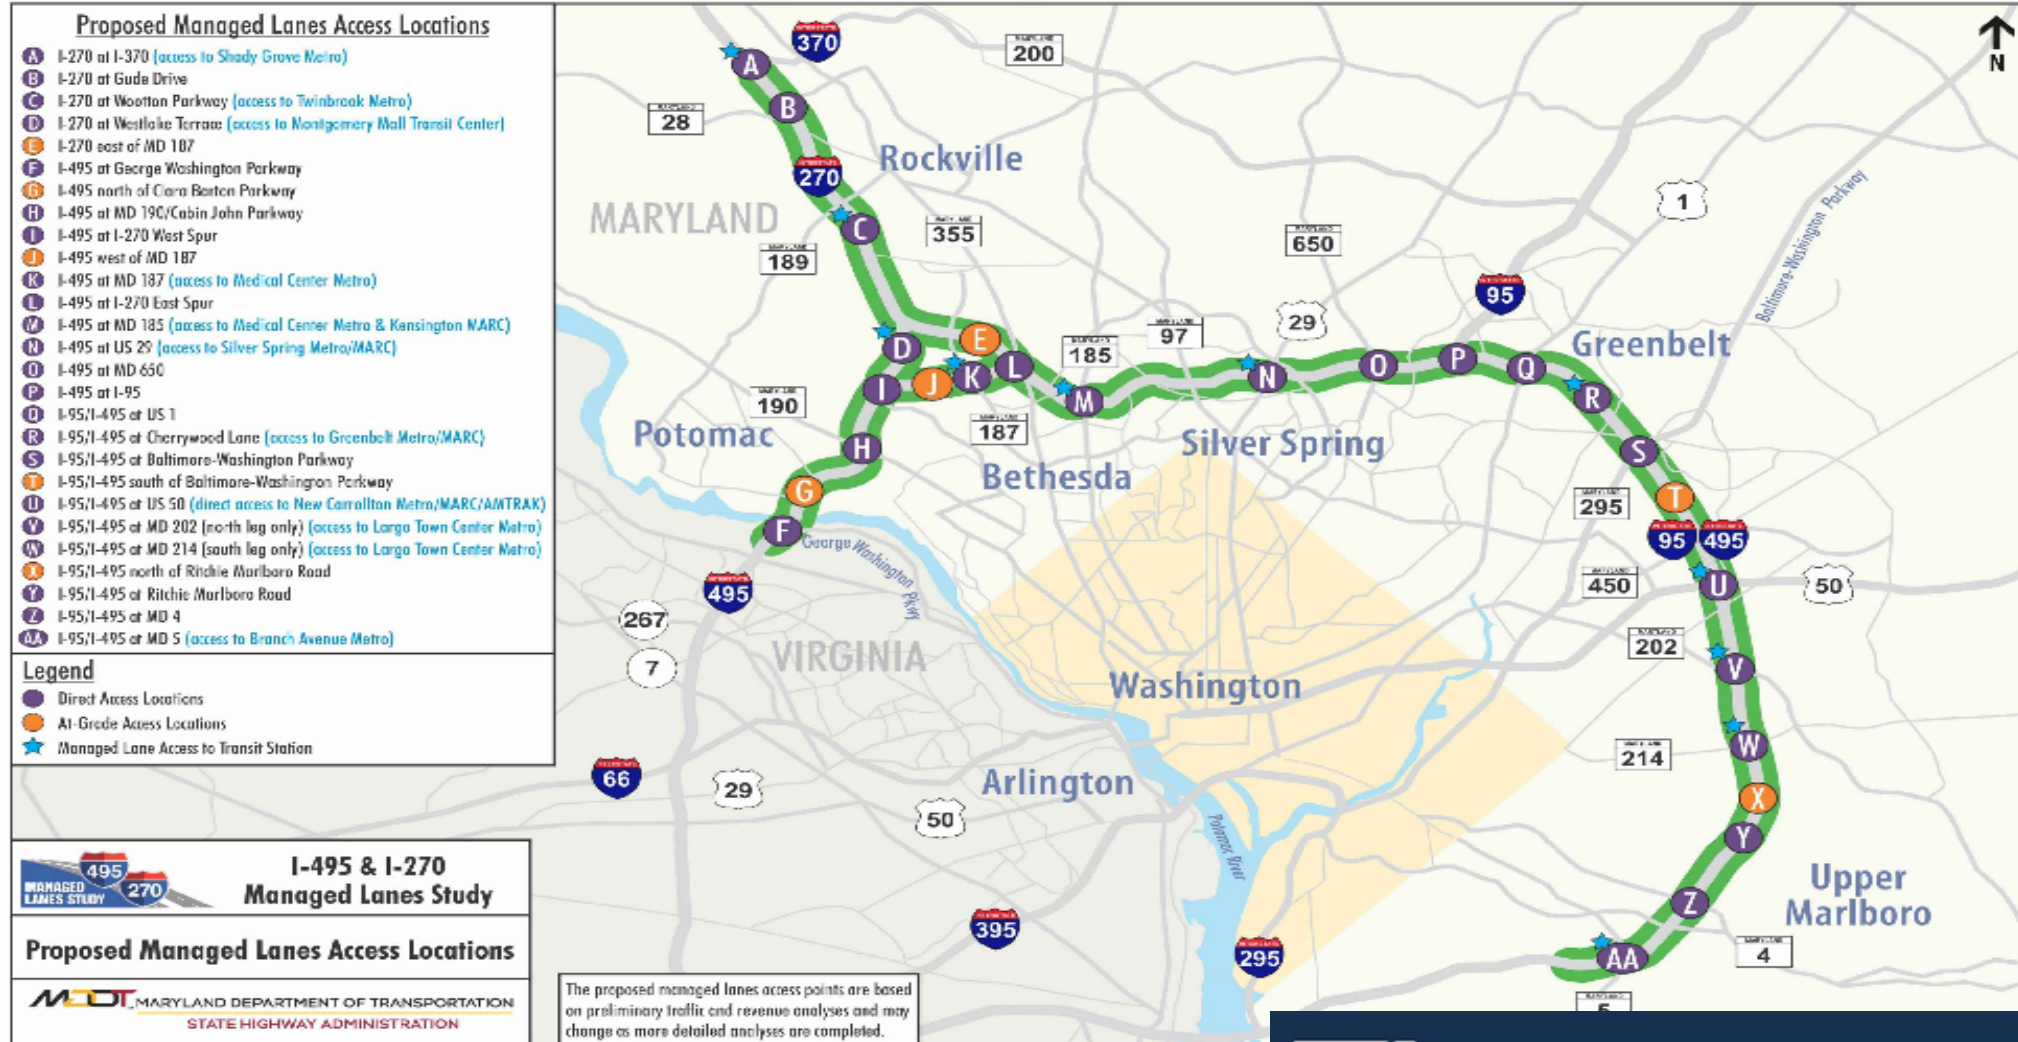 Proposed Managed Lanes Access Locations
A I-270 at I-370 (access to Shady Grove Metro)
B I-270 at Gude Drive
C I-270 at Wootton Parkway (access to Twinbrook Metro)
D I-270 at Westlake Terrace (access to Montgomery Mall Transit Center)
E I-270 east of MD 187
F I-495 at George Washington Parkway
G I-495 north of Clara Barton Parkway
H I-495 at MD 190/Cabin John Parkway
I I-495 at I-270 West Spur
J I-495 west of MD 187
K I-495 at MD 187 (access to Medical Center Metro)
L I-495 at I-270 East Spur
M I-495 at MD 185 (access to Medical Center Metro & Kensington MARC)
N I-495 at US 29 (access to Silver Spring Metro/MARC)
O I-495 at MD 650
P I-495 at I-95
Q I-95/I-495 at US 1
R I-95/I-495 at Cherrywood Lane (access to Greenbelt Metro/MARC)
S I-95/I-495 at Baltimore-Washington Parkway
T I-95/I-495 south of Baltimore-Washington Parkway
U I-95/I-495 at US 50 (direct access to New Carrollton Metro/MARC/AMTRAK)
V I-95/I-495 at MD 202 (north leg only) (access to Largo Town Center Metro)
W I-95/I-495 at MD 214 (south leg only) (access to Largo Town Center Metro)
X I-95/I-495 north of Ritchie Marlboro Road
Y I-95/I-495 at Ritchie Marlboro Road
Z I-95/I-495 at MD 4
AA I-95/I-495 at MD 5 (access to Branch Avenue Metro)
Legend
Direct Access Locations
At-Grade Access Locations
Managed Lane Access to Transit Station
495
270
MANAGED
LANES STUDY
I-495 & I-270
Managed Lanes Study
Proposed Managed Lanes Access Locations
MDOT MARYLAND DEPARTMENT OF TRANSPORTATION
STATE HIGHWAY ADMINISTRATION
The proposed managed lanes access points are based
on preliminary traffic and revenue analyses and may
change as more detailed analyses are completed.
N
370
200
A
B
28
Rockville
270
MARYLAND
C
355
189
650
1
Baltimore-Washington Parkway
95
29
97
185
Greenbelt
D
E
L
K
J
I
M
N
O
P
Q
R
190
187
Potomac
H
Bethesda
Silver Spring
S
G
T
295
F
George Washington Pkwy
95
495
495
450
U
50
267
7
VIRGINIA
202
V
Washington
W
214
66
29
Arlington
X
50
Y
Potomac River
Upper
Marlboro
Z
395
295
AA
4
5